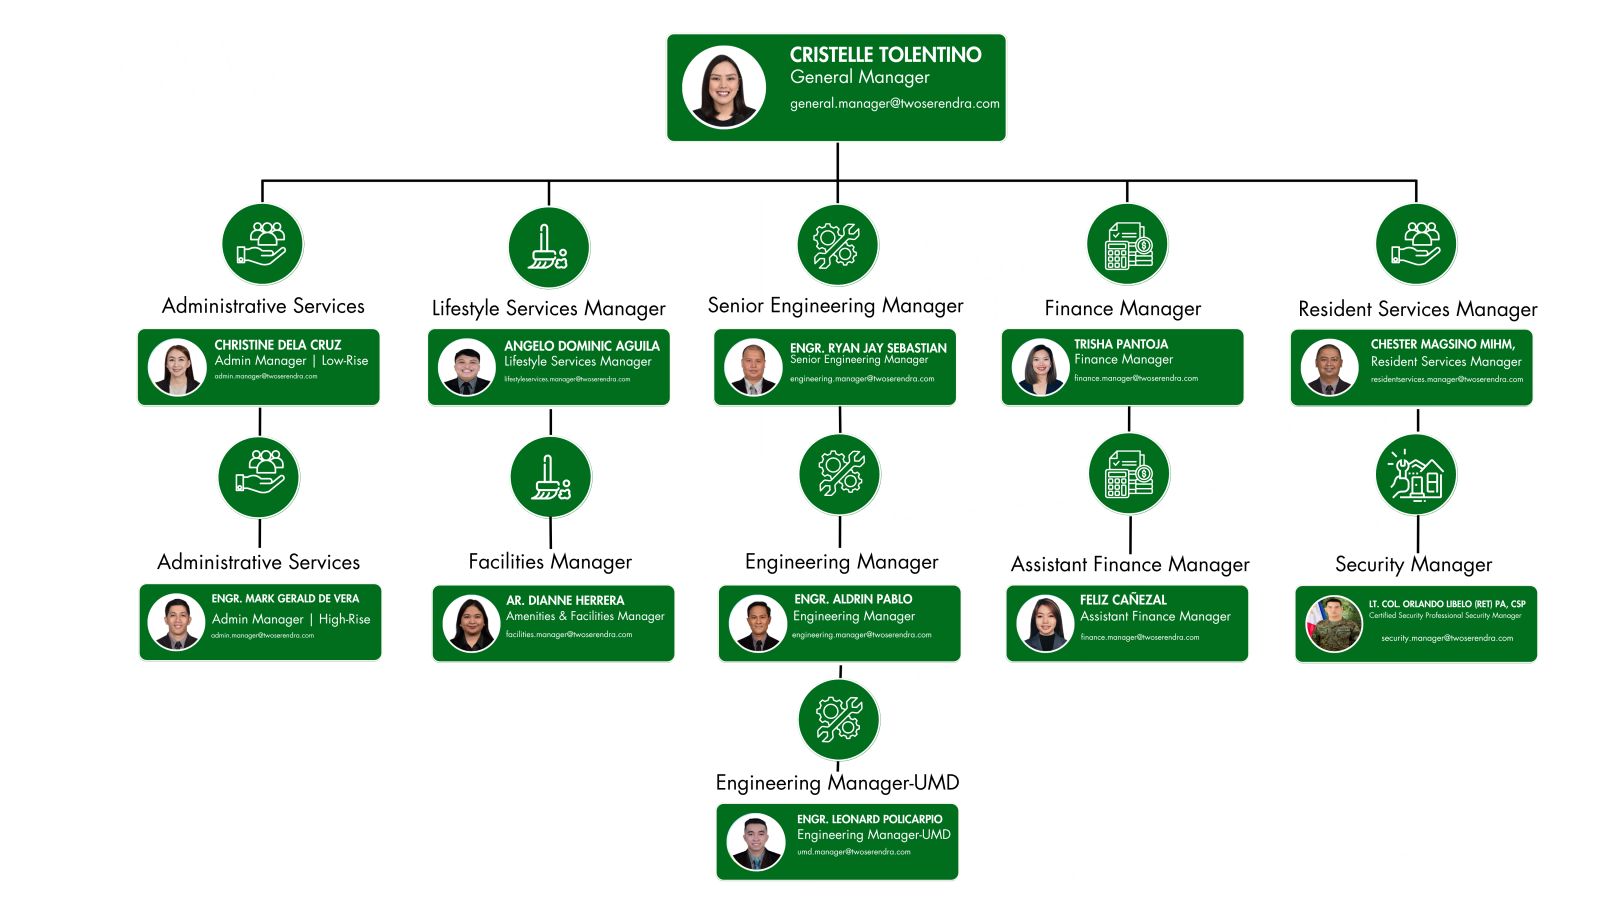 CRISTELLE TOLENTINO
General Manager
general.manager@twoserendra.com
Administrative Services
CHRISTINE DELA CRUZ
Admin Manager | Low-Rise
admin.manager@twoserendra.com
Lifestyle Services Manager
ANGELO DOMINIC AGUILA
Lifestyle Services Manager
lifestyleservices.manager@twoserendra.com
Senior Engineering Manager
ENGR. RYAN JAY SEBASTIAN
Senior Engineering Manager
engineering.manager@twoserendra.com
Finance Manager
TRISHA PANTOJA
Finance Manager
finance.manager@twoserendra.com
Resident Services Manager
CHESTER MAGSINO MIHM,
Resident Services Manager
residentservices.manager@twoserendra.com
Administrative Services
ENGR. MARK GERALD DE VERA
Admin Manager | High-Rise
admin.manager@twoserendra.com
Facilities Manager
AR. DIANNE HERRERA
Amenities & Facilities Manager
facilities.manager@twoserendra.com
Engineering Manager
ENGR. ALDRIN PABLO
Engineering Manager
engineering.manager@twoserendra.com
Assistant Finance Manager
FELIZ CAÑEZAL
Assistant Finance Manager
finance.manager@twoserendra.com
Security Manager
LT. COL. ORLANDO LIBELO (RET) PA, CSP
Certified Security Professional Security Manager
security.manager@twoserendra.com
Engineering Manager-UMD
ENGR. LEONARD POLICARPIO
Engineering Manager-UMD
umd.manager@twoserendra.com